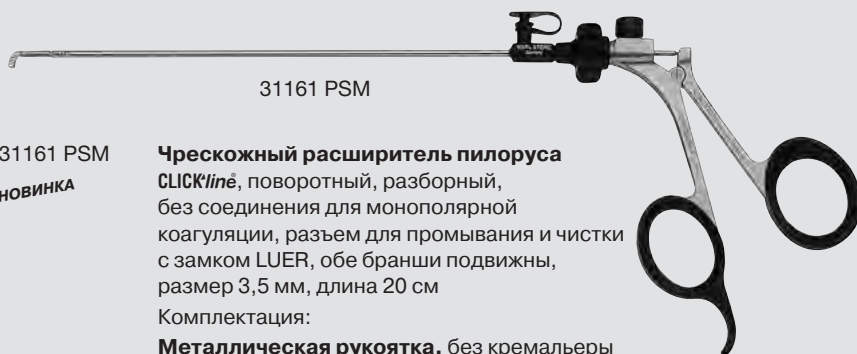 31161 PSM
31161 PSM
НОВИНКА
Чрескожный расширитель пилоруса
CLICK'line®, поворотный, разборный,
без соединения для монополярной
коагуляции, разъем для промывания и чистки
с замком LUER, обе бранши подвижны,
размер 3,5 мм, длина 20 см
Комплектация:
Металлическая рукоятка, без кремальеры